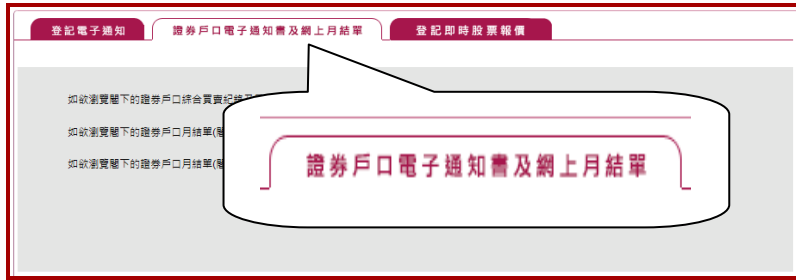 登記電子通知
證券戶口電子通知書及網上月結單
登記即時股票報價
如欲瀏覽閣下的證券戶口綜合買賣紀錄
如欲瀏覽閣下的證券戶口月結單(
如欲瀏覽閣下的證券戶口月結單(
證券戶口電子通知書及網上月結單